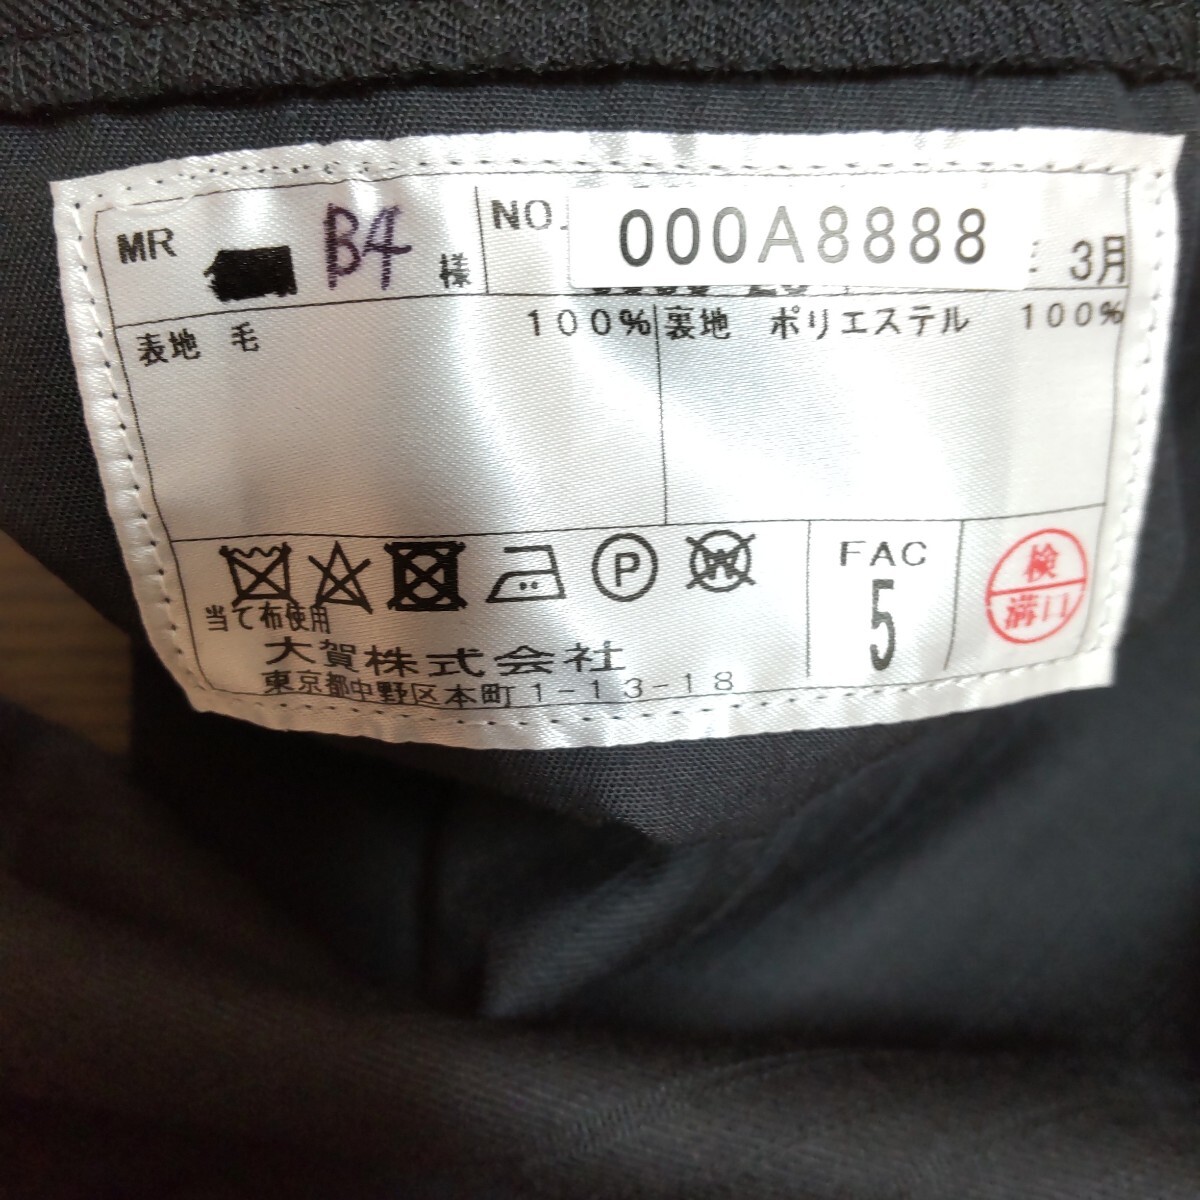 MR B4 様 NO. 000A8888 3月
表地 毛 100% 裏地 ポリエステル 100%
P W
当て布使用
大賀株式会社
東京都中野区本町1-13-18
FAC
5
検
溝口